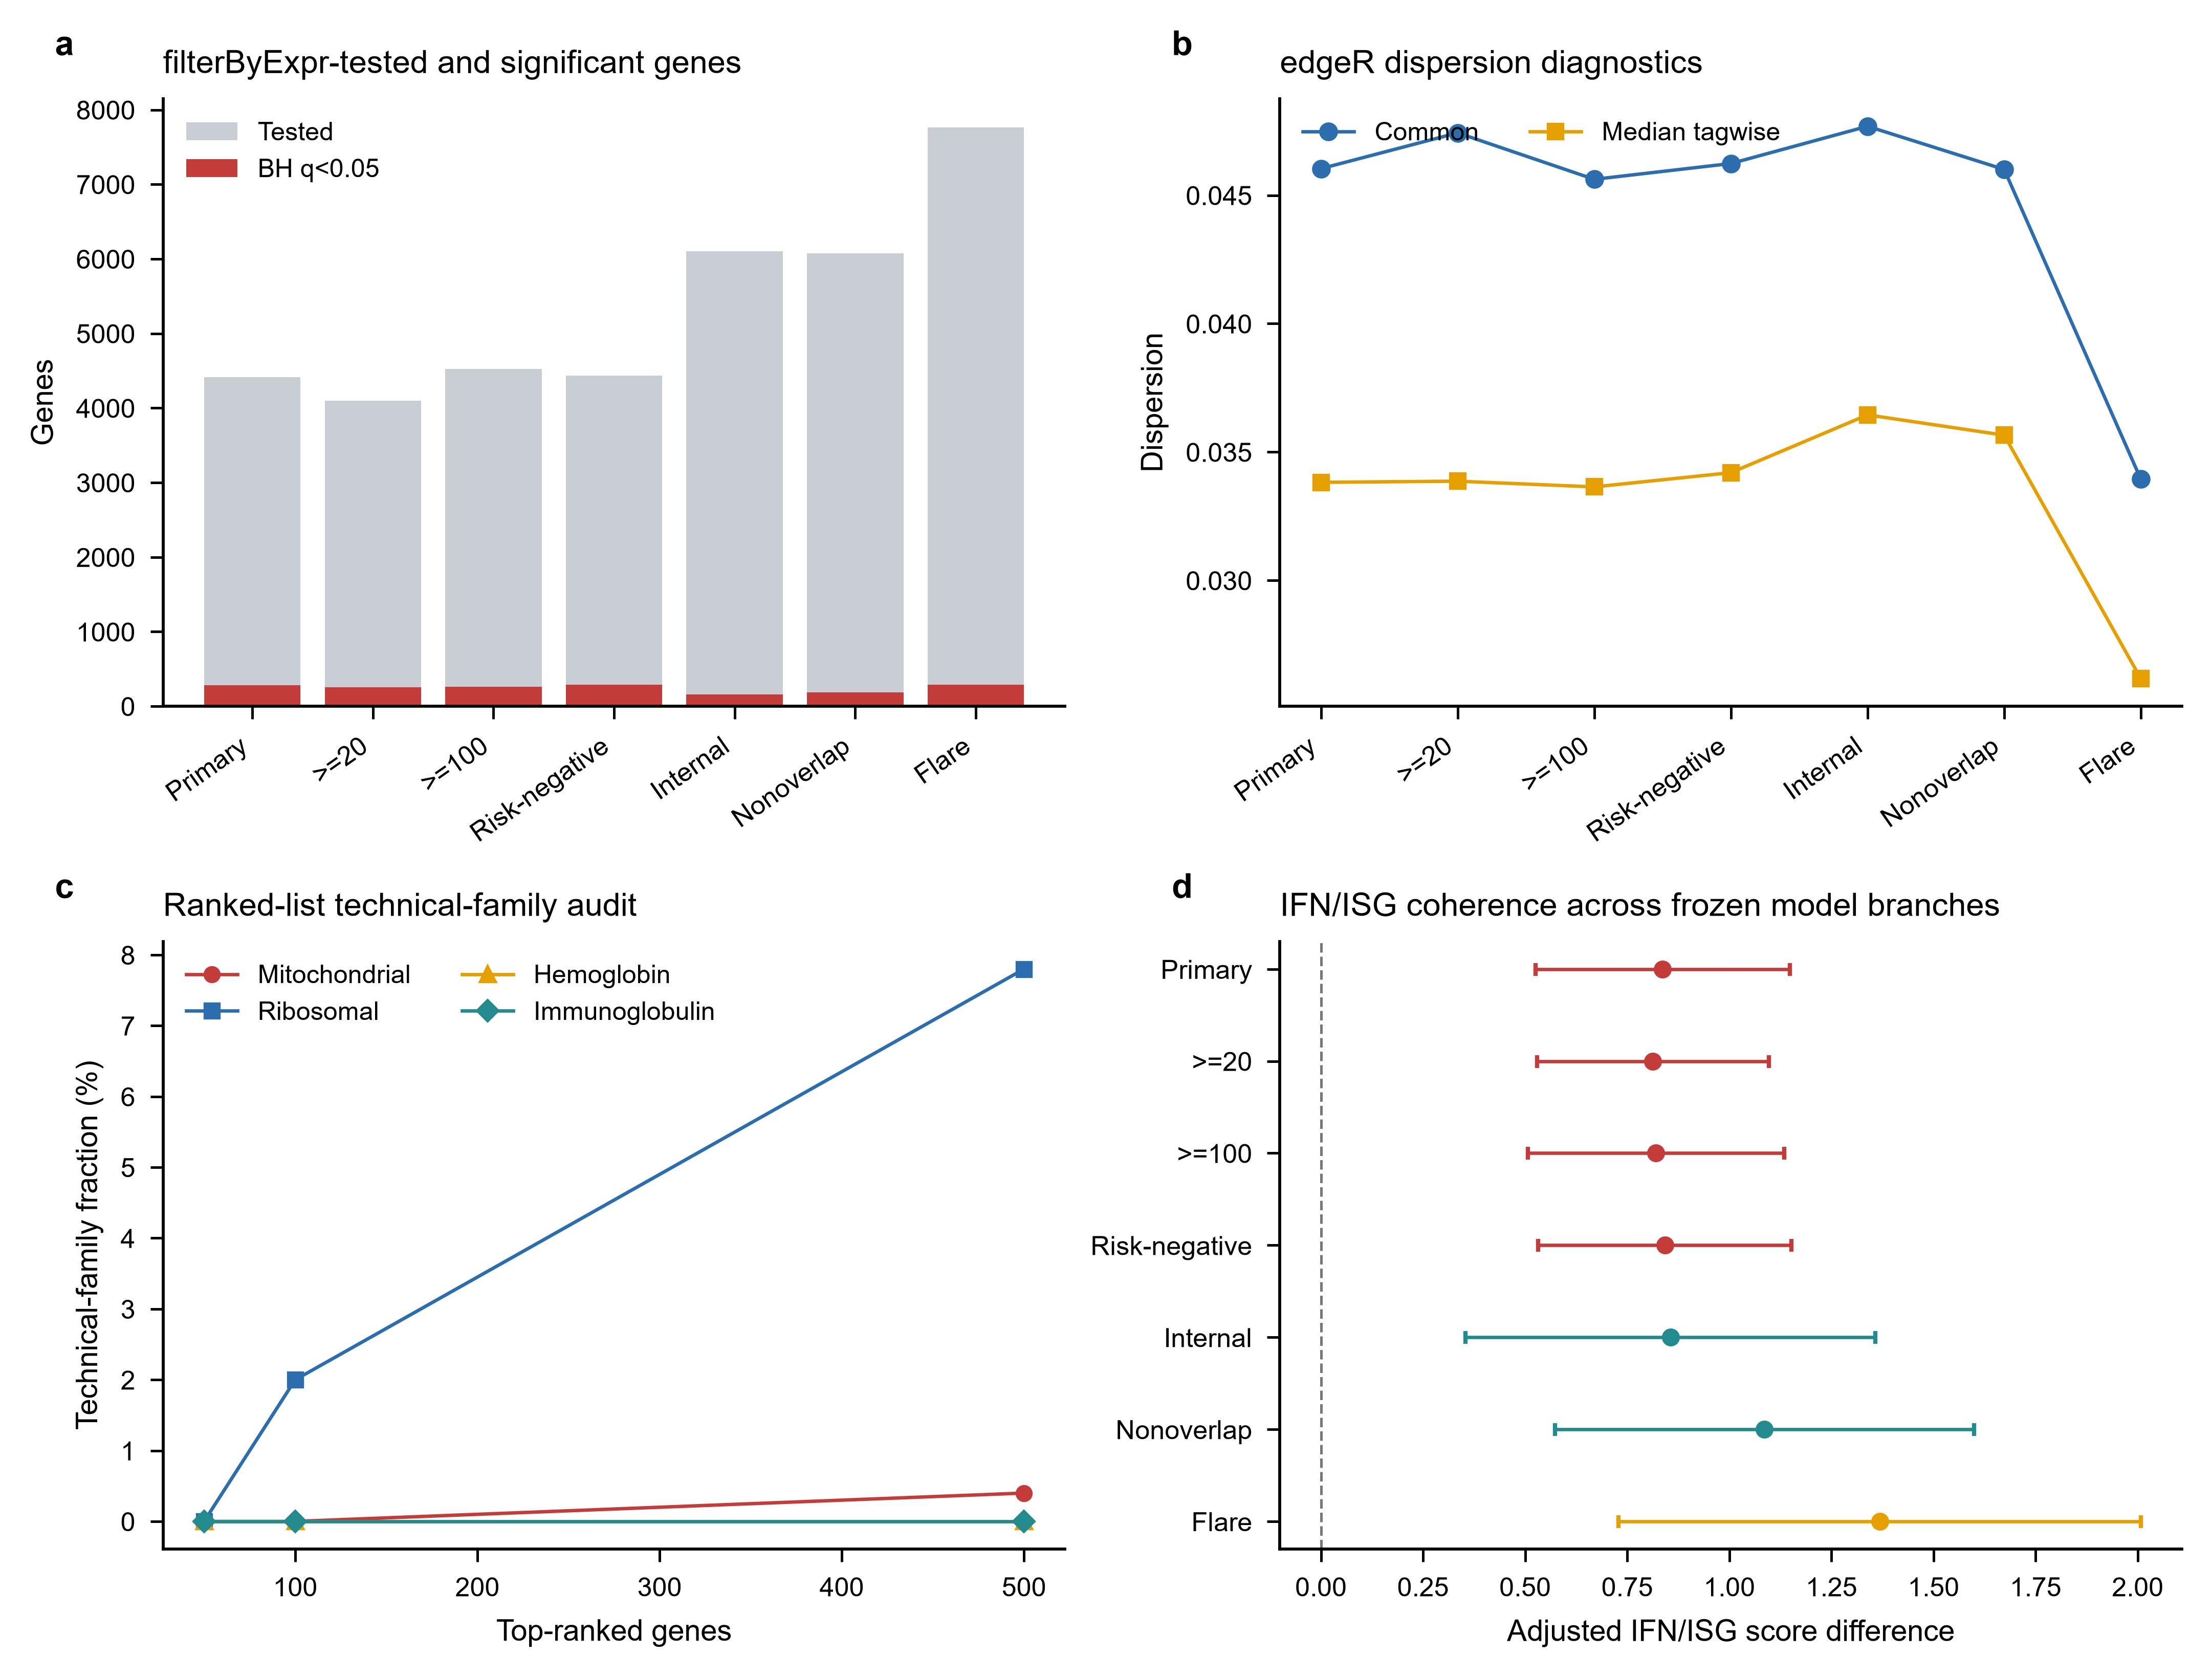 a
filterByExpr-tested and significant genes
Tested
BH q<0.05
8000
7000
6000
5000
4000
3000
2000
1000
0
Genes
Primary
>=20
>=100
Risk-negative
Internal
Nonoverlap
Flare
b
edgeR dispersion diagnostics
Common
Median tagwise
0.045
0.040
0.035
0.030
Dispersion
Primary
>=20
>=100
Risk-negative
Internal
Nonoverlap
Flare
c
Ranked-list technical-family audit
Mitochondrial
Ribosomal
Hemoglobin
Immunoglobulin
8
7
6
5
4
3
2
1
0
Technical-family fraction (%)
100
200
300
400
500
Top-ranked genes
d
IFN/ISG coherence across frozen model branches
Primary
>=20
>=100
Risk-negative
Internal
Nonoverlap
Flare
0.00
0.25
0.50
0.75
1.00
1.25
1.50
1.75
2.00
Adjusted IFN/ISG score difference